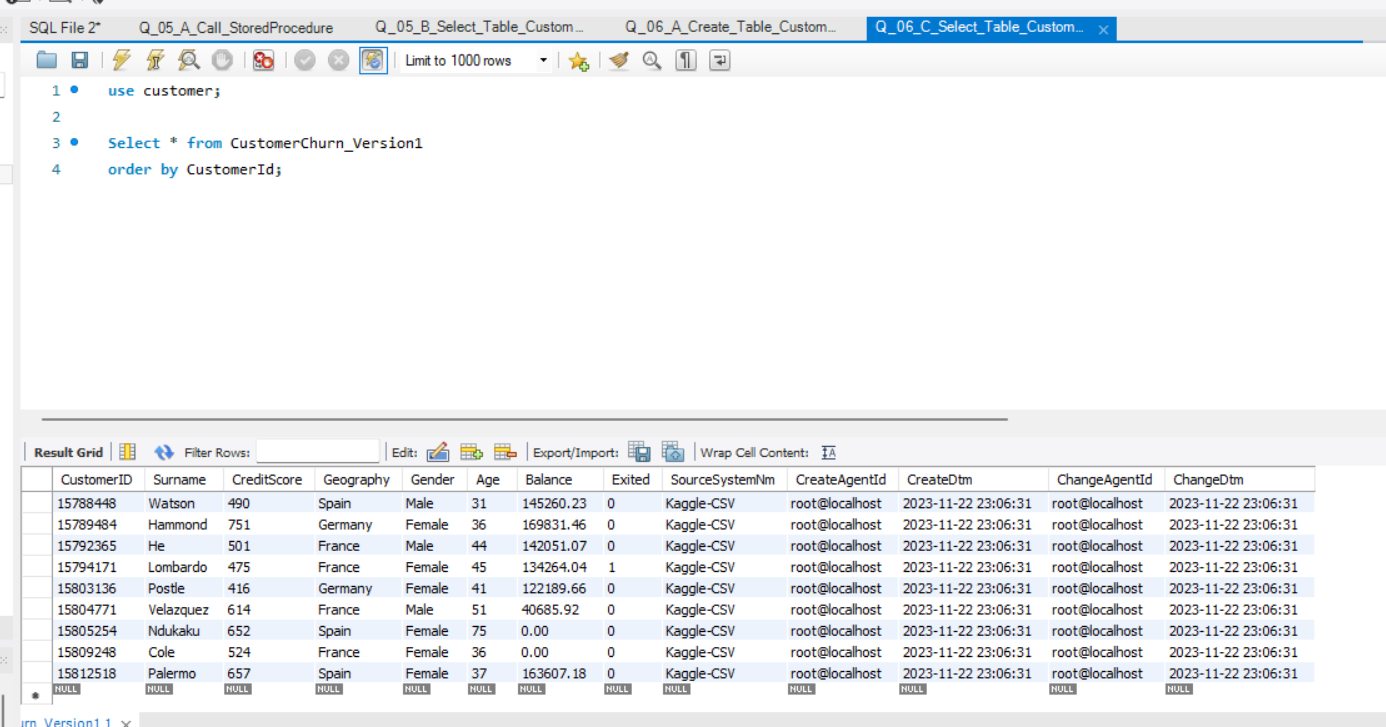 SQL File 2* Q_05_A_Call_StoredProcedure Q_05_B_Select_Table_Custom... Q_06_A_Create_Table_Custom... Q_06_C_Select_Table_Custom...
Limit to 1000 rows
1 use customer;
2
3 Select * from CustomerChurn_Version1
4 order by CustomerId;
Result Grid Filter Rows: Edit: Export/Import: Wrap Cell Content:
CustomerID Surname CreditScore Geography Gender Age Balance Exited SourceSystemNm CreateAgentId CreateDtm ChangeAgentId ChangeDtm
15788448 Watson 490 Spain Male 31 145260.23 0 Kaggle-CSV root@localhost 2023-11-22 23:06:31 root@localhost 2023-11-22 23:06:31
15789484 Hammond 751 Germany Female 36 169831.46 0 Kaggle-CSV root@localhost 2023-11-22 23:06:31 root@localhost 2023-11-22 23:06:31
15792365 He 501 France Male 44 142051.07 0 Kaggle-CSV root@localhost 2023-11-22 23:06:31 root@localhost 2023-11-22 23:06:31
15794171 Lombardo 475 France Female 45 134264.04 1 Kaggle-CSV root@localhost 2023-11-22 23:06:31 root@localhost 2023-11-22 23:06:31
15803136 Postle 416 Germany Female 41 122189.66 0 Kaggle-CSV root@localhost 2023-11-22 23:06:31 root@localhost 2023-11-22 23:06:31
15804771 Velazquez 614 France Male 51 40685.92 0 Kaggle-CSV root@localhost 2023-11-22 23:06:31 root@localhost 2023-11-22 23:06:31
15805254 Ndukaku 652 Spain Female 75 0.00 0 Kaggle-CSV root@localhost 2023-11-22 23:06:31 root@localhost 2023-11-22 23:06:31
15809248 Cole 524 France Female 36 0.00 0 Kaggle-CSV root@localhost 2023-11-22 23:06:31 root@localhost 2023-11-22 23:06:31
15812518 Palermo 657 Spain Female 37 163607.18 0 Kaggle-CSV root@localhost 2023-11-22 23:06:31 root@localhost 2023-11-22 23:06:31
NULL NULL NULL NULL NULL NULL NULL NULL NULL NULL NULL NULL NULL
urn_Version1 1